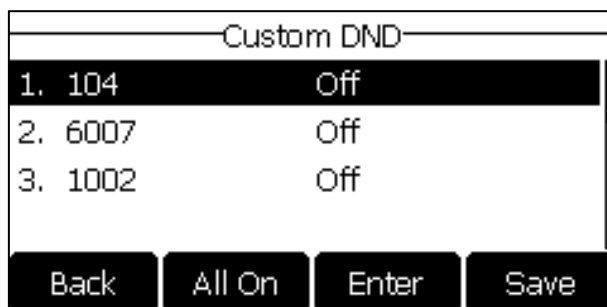 Custom DND
1. 104 Off
2. 6007 Off
3. 1002 Off
Back All On Enter Save